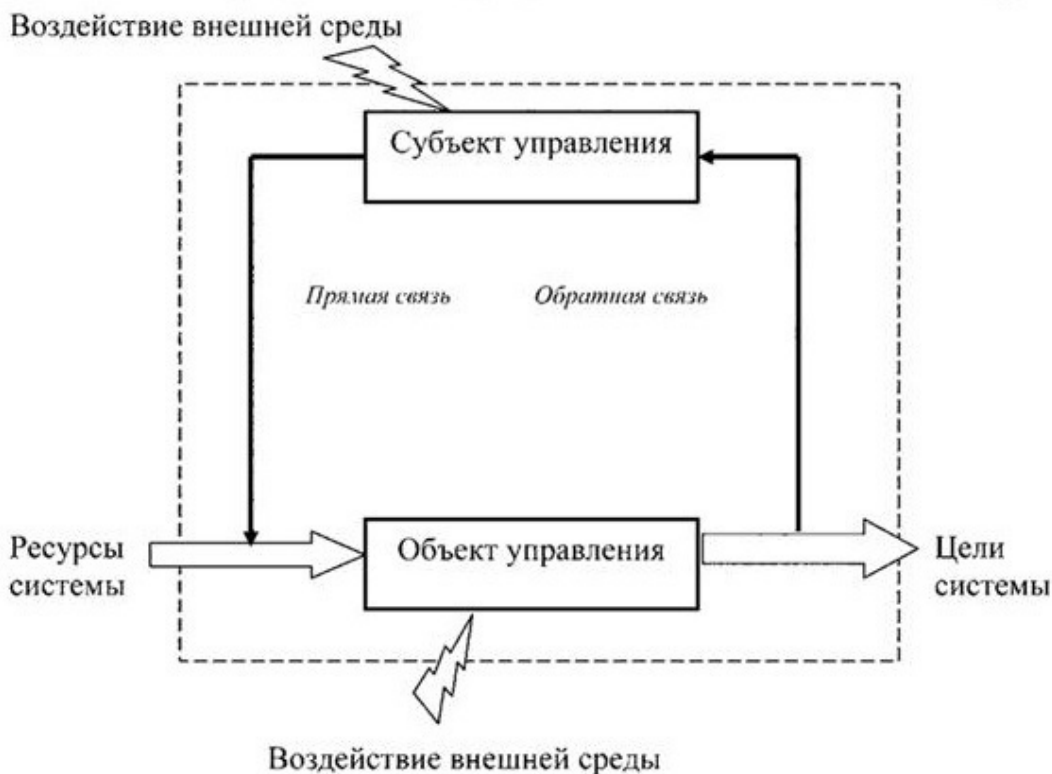 Воздействие внешней среды
Субъект управления
Прямая связь
Обратная связь
Ресурсы
системы
Объект управления
Цели
системы
Воздействие внешней среды